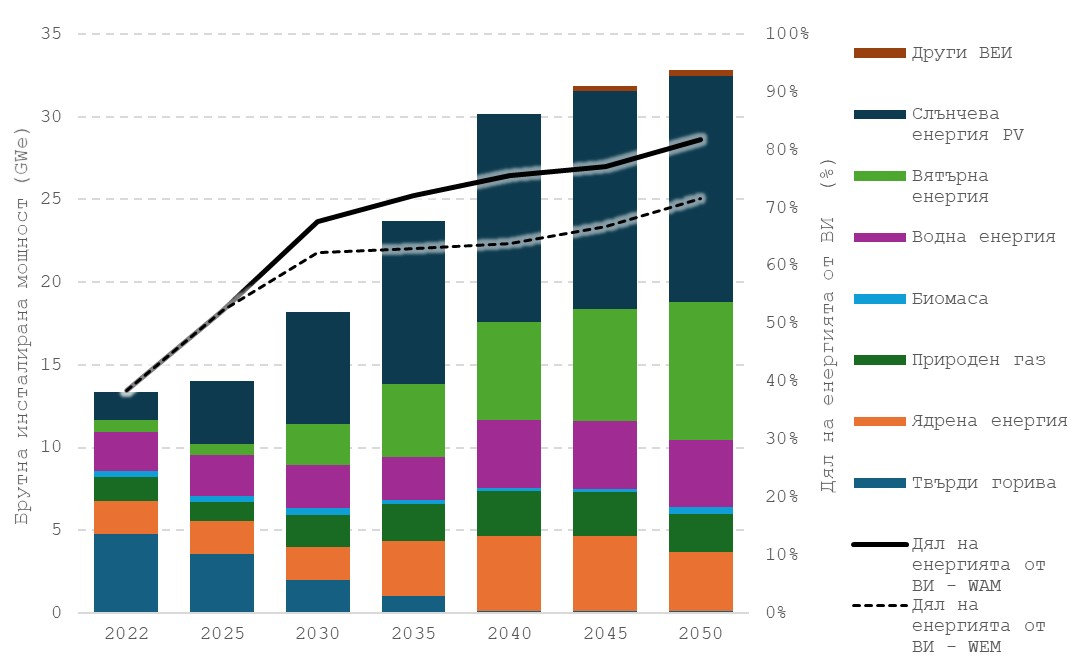 Брутна инсталирана мощност (GWe)
35
30
25
20
15
10
5
0
2022
2025
2030
2035
2040
2045
2050
100%
90%
80%
70%
60%
50%
40%
30%
20%
10%
0%
Дял на енергията от ВИ (%)
Други ВЕИ
Слънчева
енергия PV
Вятърна
енергия
Водна енергия
Биомаса
Природен газ
Ядрена енергия
Твърди горива
Дял на
енергията от
ВИ - WAM
Дял на
енергията от
ВИ - WEM